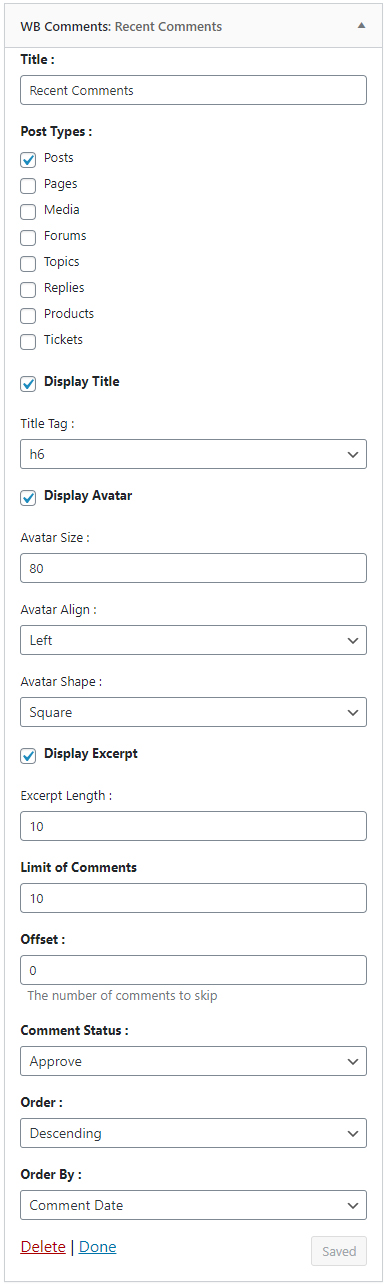 WB Comments: Recent Comments
Title :
Recent Comments
Post Types :
Posts
Pages
Media
Forums
Topics
Replies
Products
Tickets
Display Title
Title Tag :
h6
Display Avatar
Avatar Size :
80
Avatar Align :
Left
Avatar Shape :
Square
Display Excerpt
Excerpt Length :
10
Limit of Comments
10
Offset :
0
The number of comments to skip
Comment Status :
Approve
Order :
Descending
Order By :
Comment Date
Delete | Done Saved